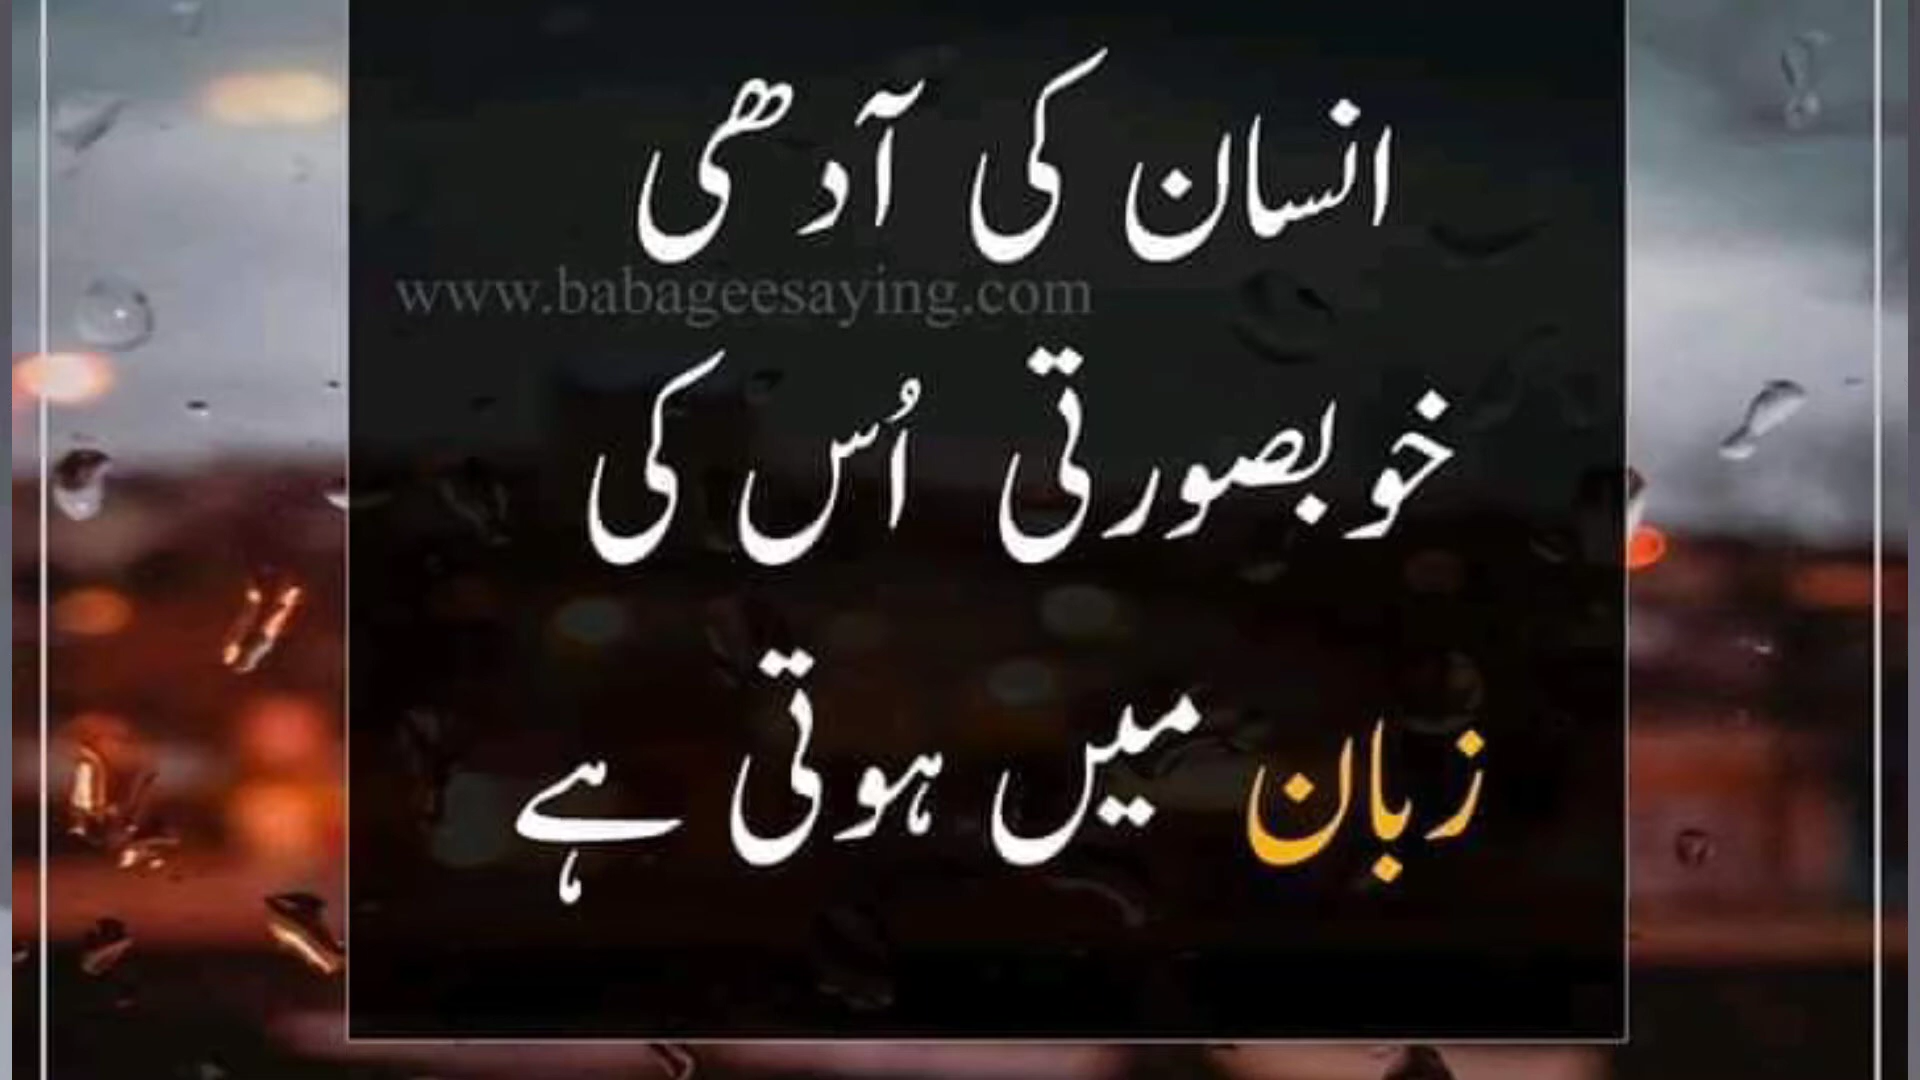 انسان کی آدھی
www.babageesaying.com
خوبصورتی اُس کی
زبان میں ہوتی ہے